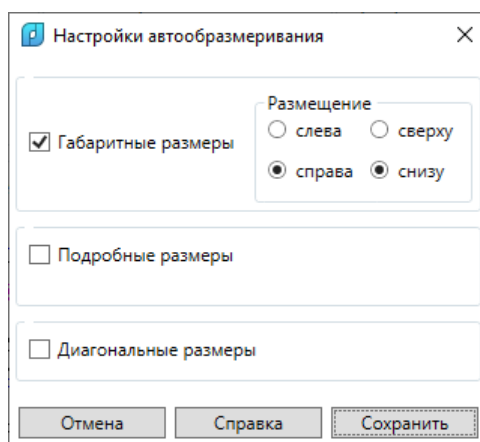 Настройки автообразмеривания
Размещение
слева сверху
Габаритные размеры
справа снизу
Подробные размеры
Диагональные размеры
Отмена Справка Сохранить